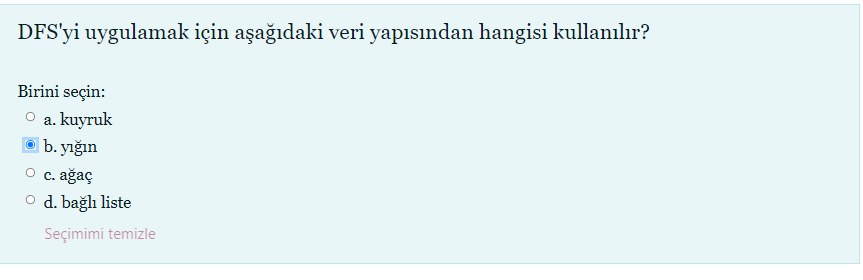 DFS'yi uygulamak için aşağıdaki veri yapısından hangisi kullanılır?
Birini seçin:
a. kuyruk
b. yığın
c. ağaç
d. bağlı liste
Seçimimi temizle